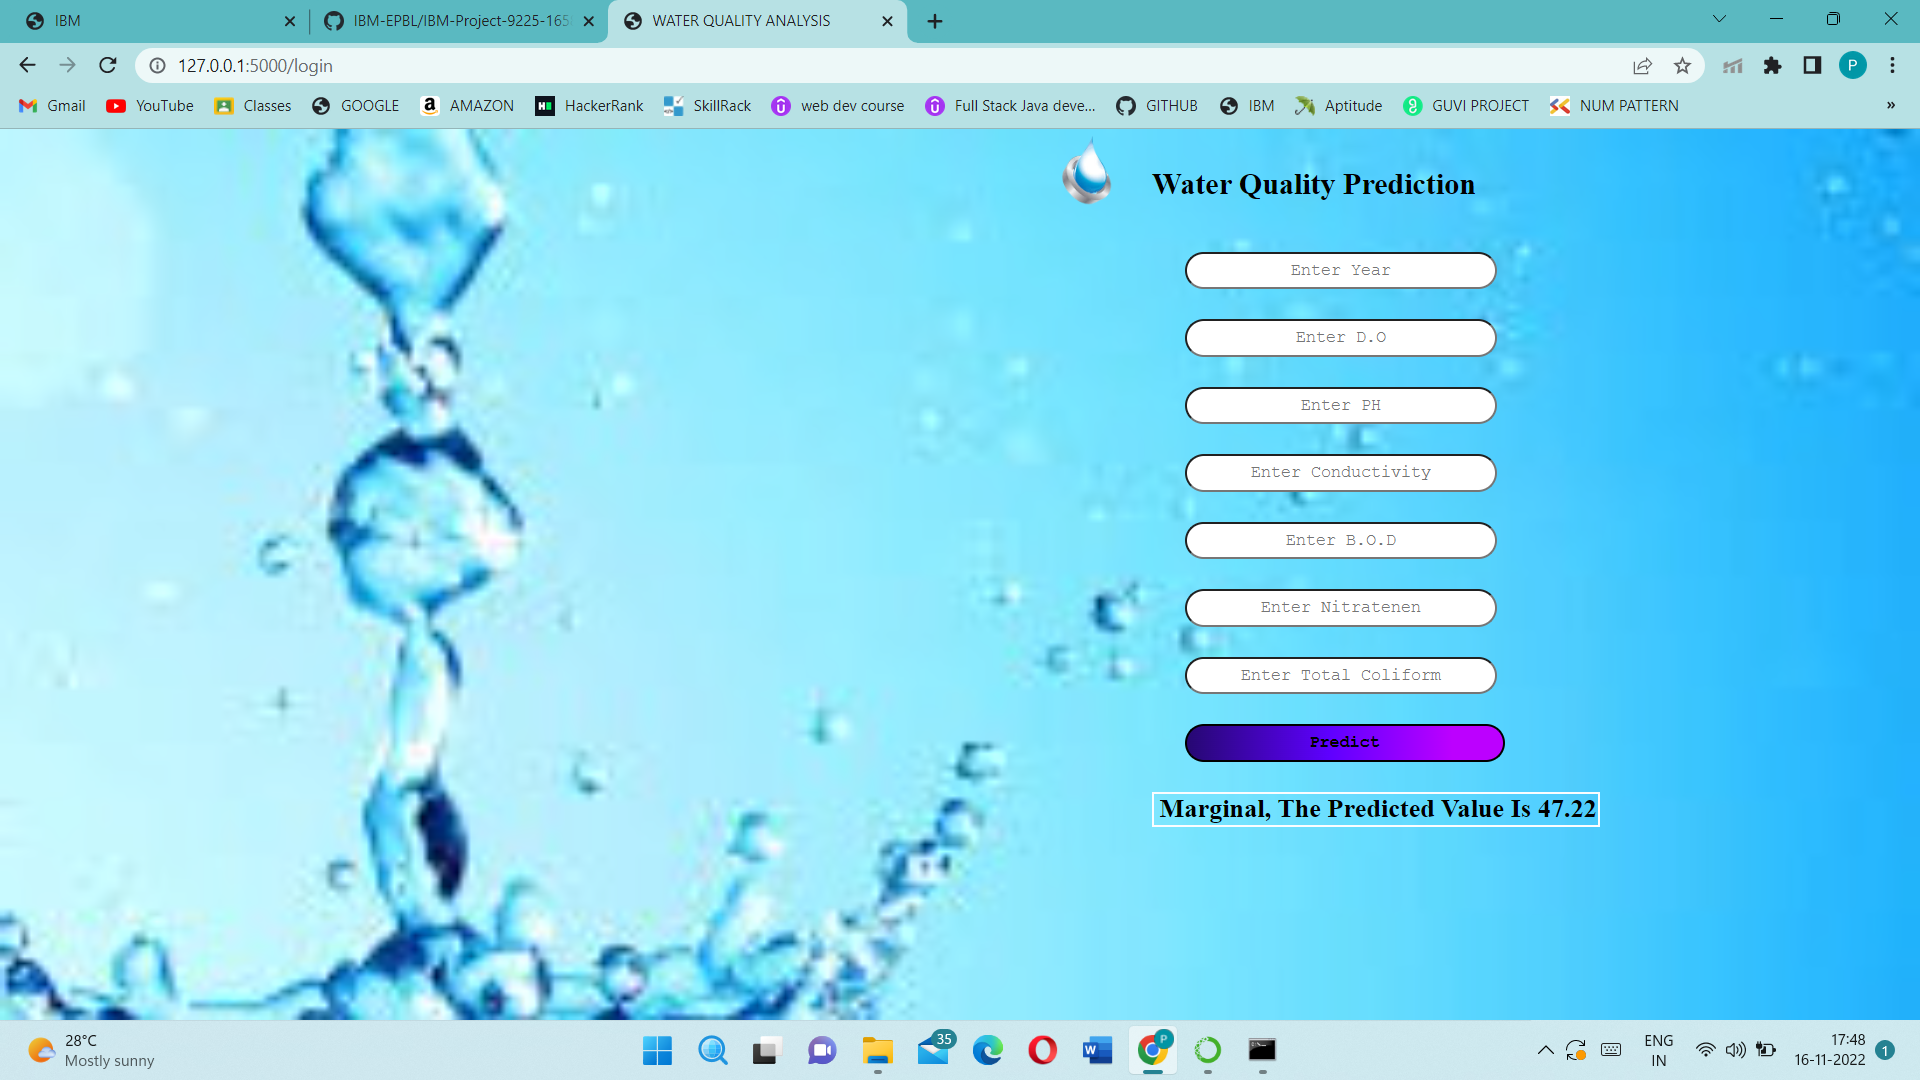 IBM
IBM-EPBL/IBM-Project-9225-165
WATER QUALITY ANALYSIS
127.0.0.1:5000/login
P
Gmail
YouTube
Classes
GOOGLE
AMAZON
HackerRank
SkillRack
web dev course
Full Stack Java deve...
GITHUB
IBM
Aptitude
GUVI PROJECT
NUM PATTERN
»
Water Quality Prediction
Enter Year
Enter D.O
Enter PH
Enter Conductivity
Enter B.O.D
Enter Nitratenen
Enter Total Coliform
Predict
Marginal, The Predicted Value Is 47.22
28°C
Mostly sunny
35
P
ENG
IN
17:48
16-11-2022
1